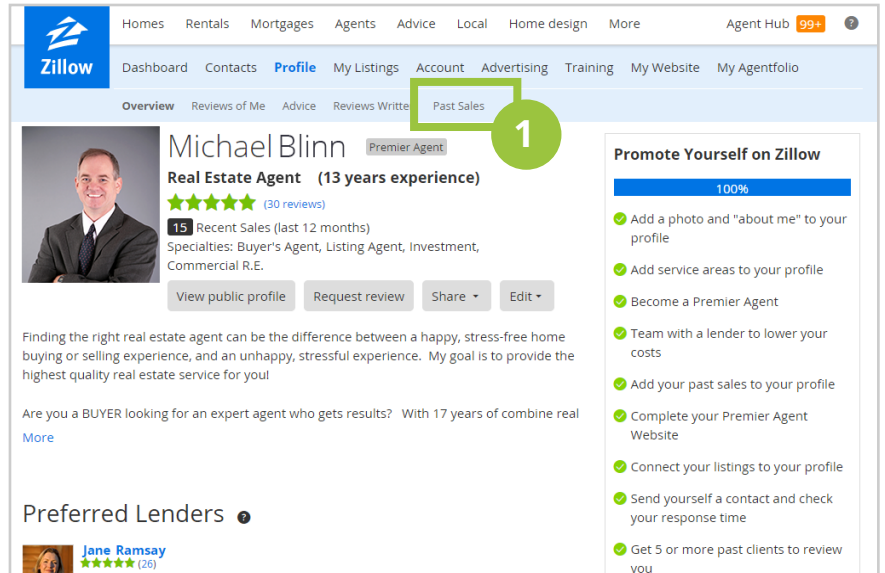 Homes Rentals Mortgages Agents Advice Local Home design More Agent Hub 99+ ?
Zillow
Dashboard Contacts Profile My Listings Account Advertising Training My Website My Agentfolio
Overview Reviews of Me Advice Reviews Writte Past Sales
1
Michael Blinn Premier Agent
Real Estate Agent (13 years experience)
(30 reviews)
15 Recent Sales (last 12 months)
Specialties: Buyer's Agent, Listing Agent, Investment,
Commercial R.E.
View public profile Request review Share Edit
Finding the right real estate agent can be the difference between a happy, stress-free home
buying or selling experience, and an unhappy, stressful experience. My goal is to provide the
highest quality real estate service for you!
Are you a BUYER looking for an expert agent who gets results? With 17 years of combine real
More
Preferred Lenders ?
Jane Ramsay
(26)
Promote Yourself on Zillow
100%
Add a photo and "about me" to your
profile
Add service areas to your profile
Become a Premier Agent
Team with a lender to lower your
costs
Add your past sales to your profile
Complete your Premier Agent
Website
Connect your listings to your profile
Send yourself a contact and check
your response time
Get 5 or more past clients to review
you